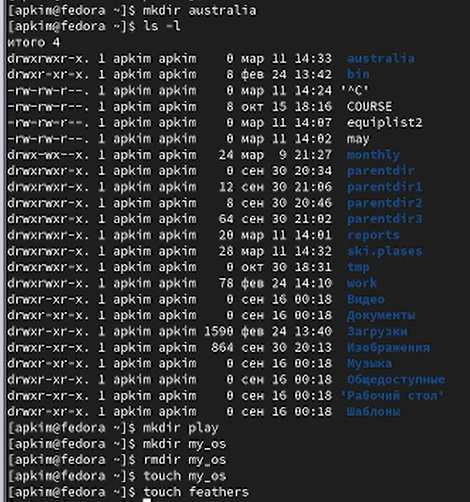 [apkim@fedora ~]$ mkdir australia
[apkim@fedora ~]$ ls -l
итого 4
drwxrwxr-x. 1 apkim apkim 0 мар 11 14:33 australia
drwxrwxr-x. 1 apkim apkim 8 фев 24 13:42 bin
-rw-rw-r--. 1 apkim apkim 0 мар 11 14:24 '^C'
-rw-rw-r--. 1 apkim apkim 8 окт 15 18:16 COURSE
-rw-rw-r--. 1 apkim apkim 0 мар 11 14:07 equiplist2
-rw-rw-r--. 1 apkim apkim 0 мар 11 14:02 may
drwx-wx--x. 1 apkim apkim 24 мар 9 21:27 monthly
drwxrwxr-x. 1 apkim apkim 0 сен 30 20:34 parentdir
drwxrwxr-x. 1 apkim apkim 12 сен 30 21:06 parentdir1
drwxrwxr-x. 1 apkim apkim 8 сен 30 20:46 parentdir2
drwxrwxr-x. 1 apkim apkim 64 сен 30 21:02 parentdir3
drwxrwxr-x. 1 apkim apkim 20 мар 11 14:01 reports
drwxrwxr-x. 1 apkim apkim 28 мар 11 14:32 ski.plases
drwxrwxr-x. 1 apkim apkim 0 окт 30 18:31 tmp
drwxrwxr-x. 1 apkim apkim 78 фев 24 14:10 work
drwxr-xr-x. 1 apkim apkim 0 сен 16 00:18 Видео
drwxr-xr-x. 1 apkim apkim 0 сен 16 00:18 Документы
drwxr-xr-x. 1 apkim apkim 1590 фев 24 13:40 Загрузки
drwxr-xr-x. 1 apkim apkim 864 сен 30 20:13 Изображения
drwxr-xr-x. 1 apkim apkim 0 сен 16 00:18 Музыка
drwxr-xr-x. 1 apkim apkim 0 сен 16 00:18 Общедоступные
drwxr-xr-x. 1 apkim apkim 0 сен 16 00:18 'Рабочий стол'
drwxr-xr-x. 1 apkim apkim 0 сен 16 00:18 Шаблоны
[apkim@fedora ~]$ mkdir play
[apkim@fedora ~]$ mkdir my_os
[apkim@fedora ~]$ rmdir my_os
[apkim@fedora ~]$ touch my_os
[apkim@fedora ~]$ touch feathers